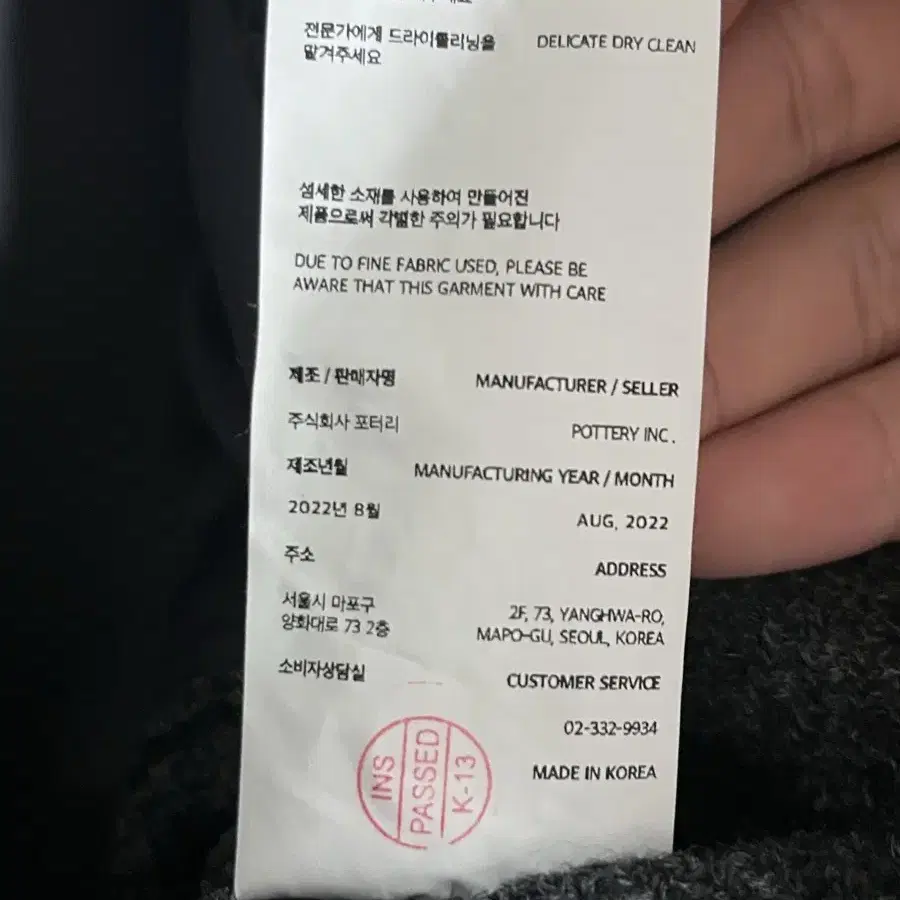 전문가에게 드라이클리닝을
맡겨주세요
DELICATE DRY CLEAN
섬세한 소재를 사용하여 만들어진
제품으로써 각별한 주의가 필요합니다
DUE TO FINE FABRIC USED, PLEASE BE
AWARE THAT THIS GARMENT WITH CARE
제조 / 판매자명
MANUFACTURER / SELLER
주식회사 포터리
POTTERY INC.
제조년월
MANUFACTURING YEAR / MONTH
2022년 8월
AUG, 2022
주소
ADDRESS
서울시 마포구
양화대로 73 2층
2F, 73, YANGHWA-RO,
MAPO-GU, SEOUL, KOREA
소비자상담실
CUSTOMER SERVICE
02-332-9934
MADE IN KOREA
INS
PASSED
K-13